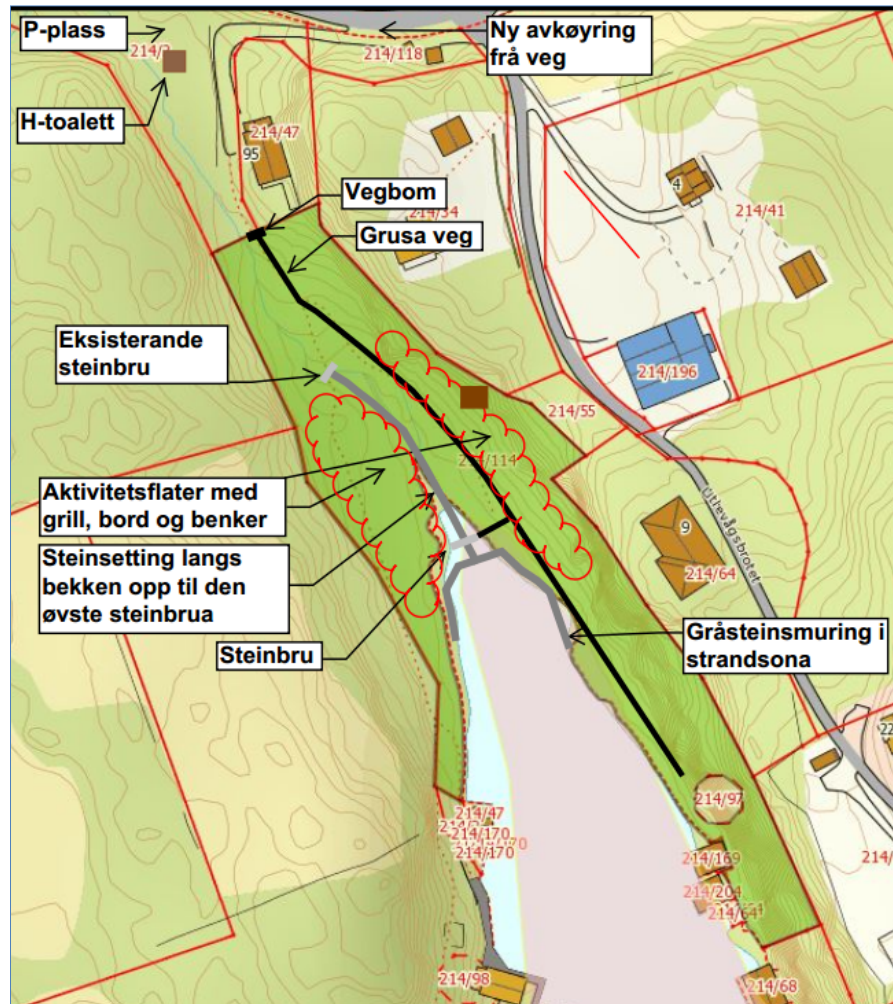 P-plass
Ny avkøyring
frå veg
214/118
H-toalett
214/47
95
Vegbom
4
214/41
214/34
Grusa veg
Eksisterande
steinbru
214/196
214/55
Aktivitetsflater med
grill, bord og benker
Utlevågsbrotet
9
214/64
Steinsetting langs
bekken opp til den
øvste steinbrua
Steinbru
Gråsteinsmuring i
strandsona
22
214/97
214/47
214/170
214/170
214/169
214/204
214/64
214/
214/98
214/68